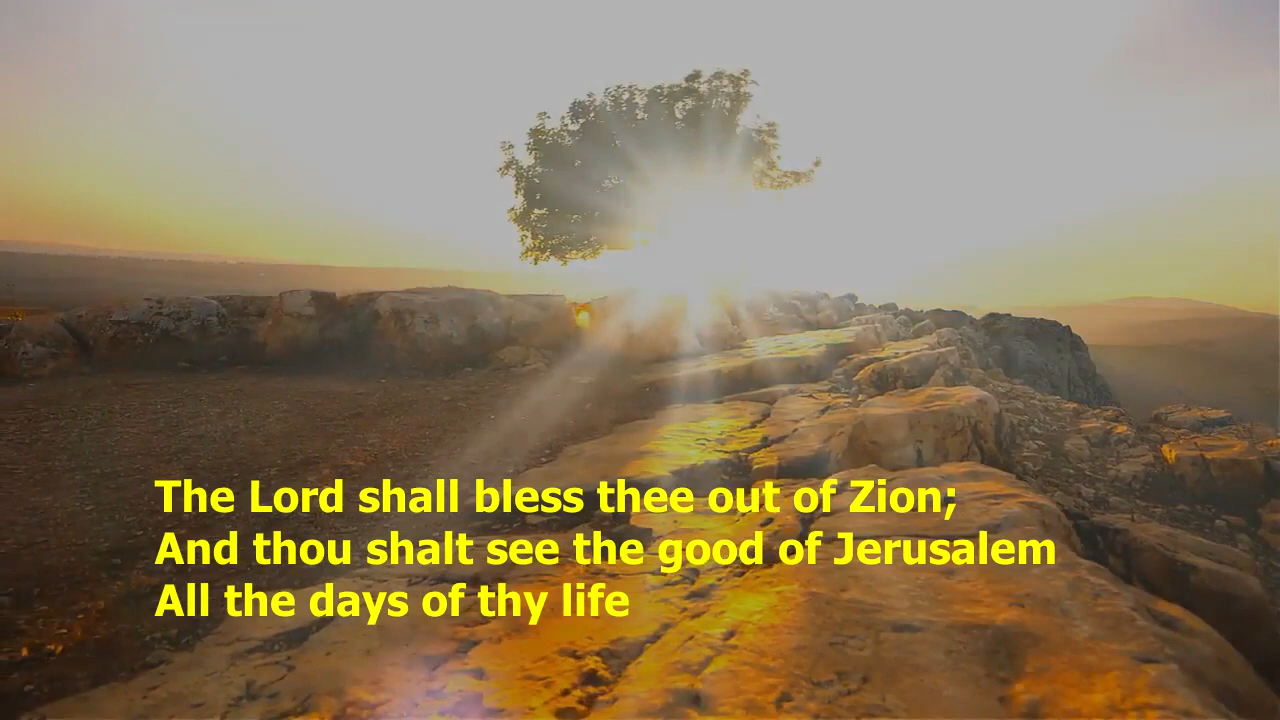 The Lord shall bless thee out of Zion;
And thou shalt see the good of Jerusalem
All the days of thy life